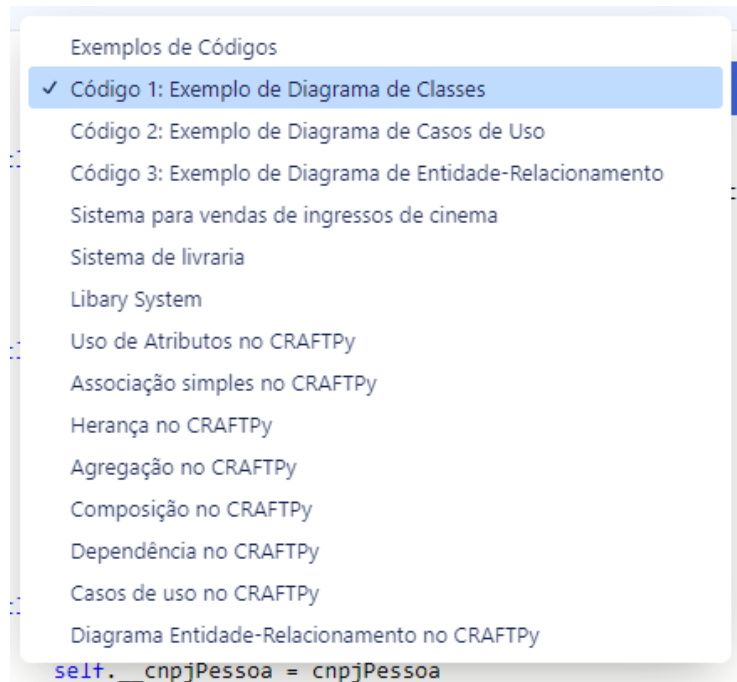 Exemplos de Códigos
✓ Código 1: Exemplo de Diagrama de Classes
Código 2: Exemplo de Diagrama de Casos de Uso
Código 3: Exemplo de Diagrama de Entidade-Relacionamento
Sistema para vendas de ingressos de cinema
Sistema de livraria
Libary System
Uso de Atributos no CRAFTPy
Associação simples no CRAFTPy
Herança no CRAFTPy
Agregação no CRAFTPy
Composição no CRAFTPy
Dependência no CRAFTPy
Casos de uso no CRAFTPy
Diagrama Entidade-Relacionamento no CRAFTPy
self.__cnpjPessoa = cnpjPessoa